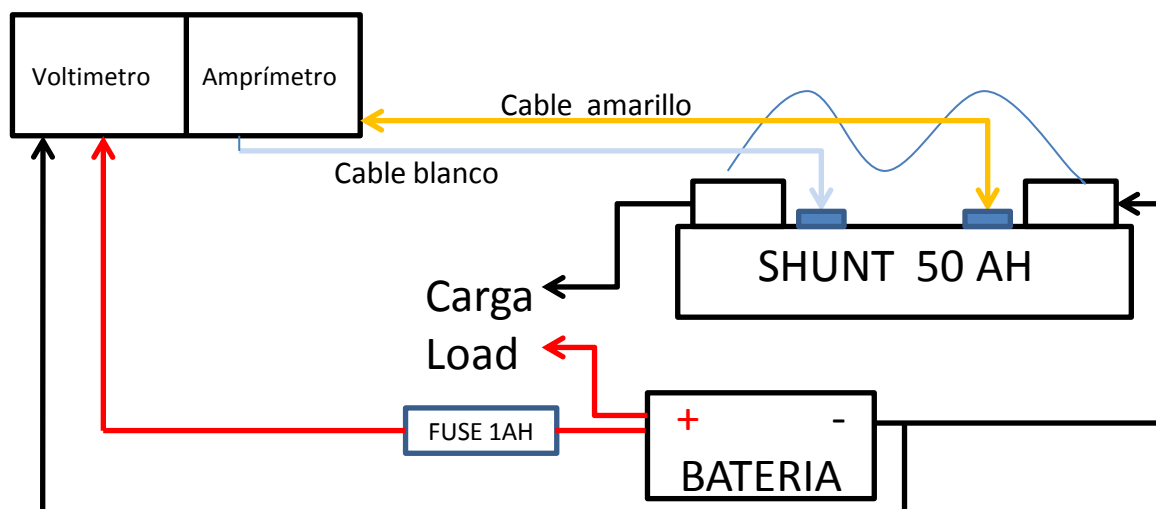 Voltimetro
Amprímetro
Cable amarillo
Cable blanco
SHUNT 50 AH
Carga
Load
FUSE 1AH
+ -
BATERIA